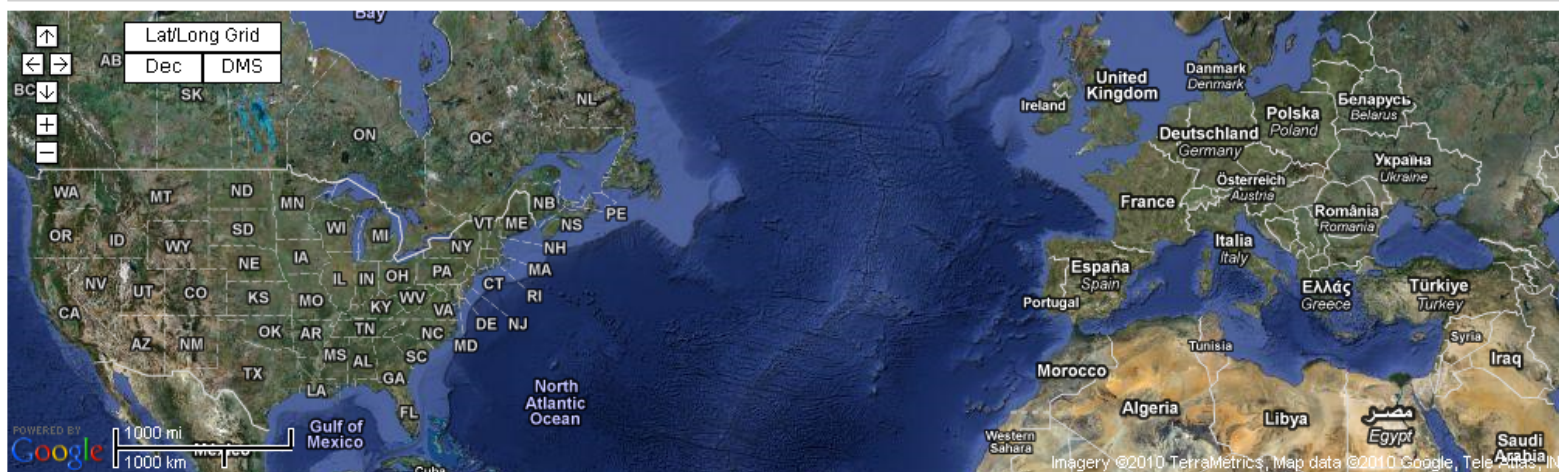 Bay
Lat/Long Grid
Dec
DMS
AB
BC
SK
ON
QC
NL
WA
MT
ND
MN
OR
ID
WY
SD
WI
MI
VT
ME
NB
NS
PE
NY
NH
NV
UT
CO
NE
IA
IL
IN
OH
PA
CT
MA
RI
CA
KS
MO
KY
WV
VA
DE
NJ
MD
AZ
NM
OK
AR
TN
NC
SC
TX
MS
AL
GA
LA
FL
Gulf of
Mexico
North
Atlantic
Ocean
Cuba
México
United
Kingdom
Ireland
Danmark
Denmark
Deutschland
Germany
Polska
Poland
Беларусь
Belarus
Україна
Ukraine
Österreich
Austria
France
România
Romania
Italia
Italy
España
Spain
Portugal
Ελλάς
Greece
Türkiye
Turkey
Syria
Iraq
Tunisia
Morocco
Algeria
Libya
مصر
Egypt
Western
Sahara
Saudi
Arabia
POWERED BY
Google
1000 mi
1000 km
Imagery ©2010 TerraMetrics, Map data ©2010 Google, Tele Atlas, IN